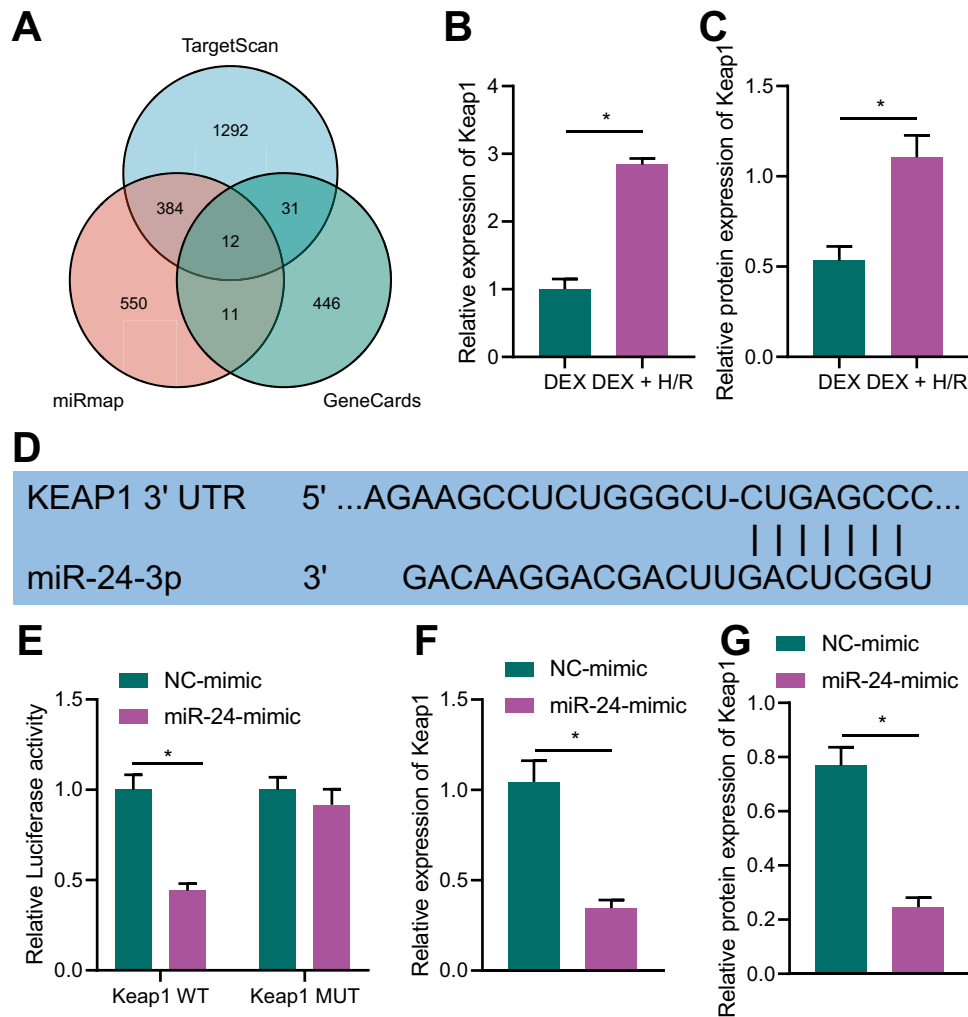 A
TargetScan
1292
384
31
12
550
11
446
miRmap
GeneCards
B
Relative expression of Keap1
4
3
2
1
0
*
DEX
DEX + H/R
C
Relative protein expression of Keap1
1.5
1.0
0.5
0.0
*
DEX
DEX + H/R
D
KEAP1 3' UTR 5' ...AGAAGCCUCUGGGCU-CUGAGCCC...
miR-24-3p 3' GACAAGGACGACUUGACUCGGU
E
NC-mimic
miR-24-mimic
Relative Luciferase activity
1.5
1.0
0.5
0.0
*
Keap1 WT
Keap1 MUT
F
NC-mimic
miR-24-mimic
Relative expression of Keap1
1.5
1.0
0.5
0.0
*
G
NC-mimic
miR-24-mimic
Relative protein expression of Keap1
0.8
0.6
0.4
0.2
0.0
1.0
*